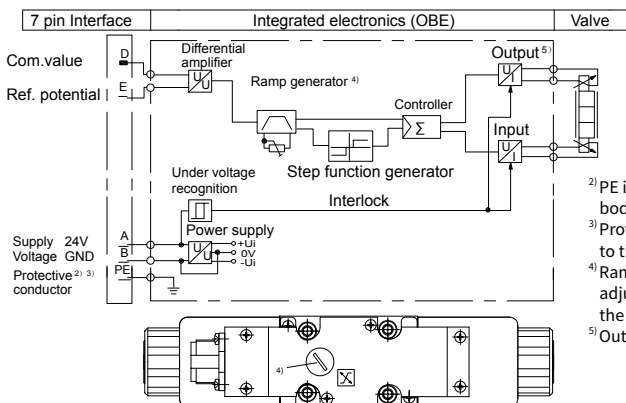 7 pin Interface Integrated electronics (OBE) Valve
Differential
amplifier
Output 5)
Com.value D
U
U
Ramp generator 4)
U
I
Ref. potential E
Controller
Σ
Input
U
I
Under voltage
recognition
Step function generator
Interlock
Power supply
Supply 24V A
Voltage GND B
U
U
+Ui
0V
-Ui
Protective 2) 3) PE
conductor
2) PE i
bod
3) Pro
to th
4) Ran
adju
the
5) Out
4)